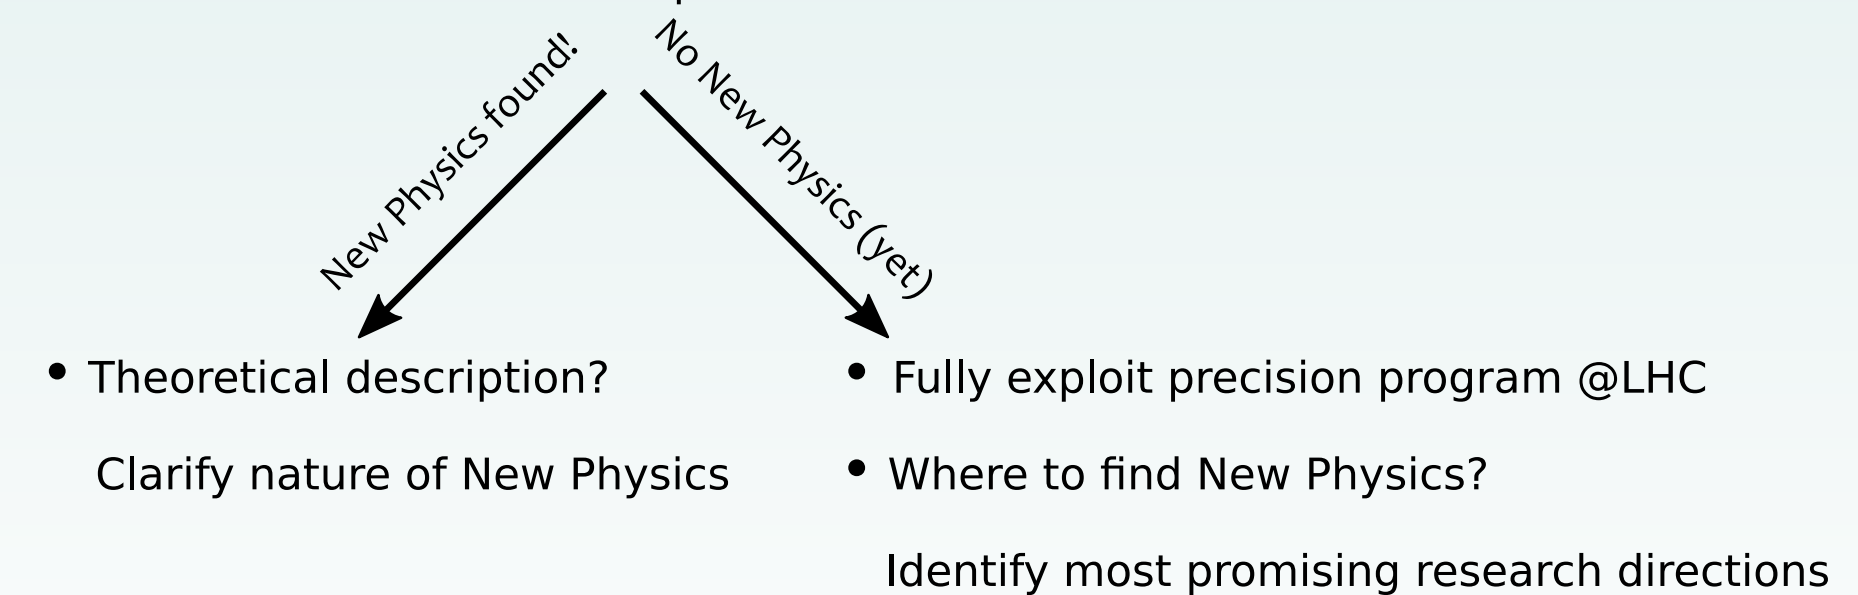 New Physics found!
No New Physics (yet)
• Theoretical description?
Clarify nature of New Physics
• Fully exploit precision program @LHC
• Where to find New Physics?
Identify most promising research directions